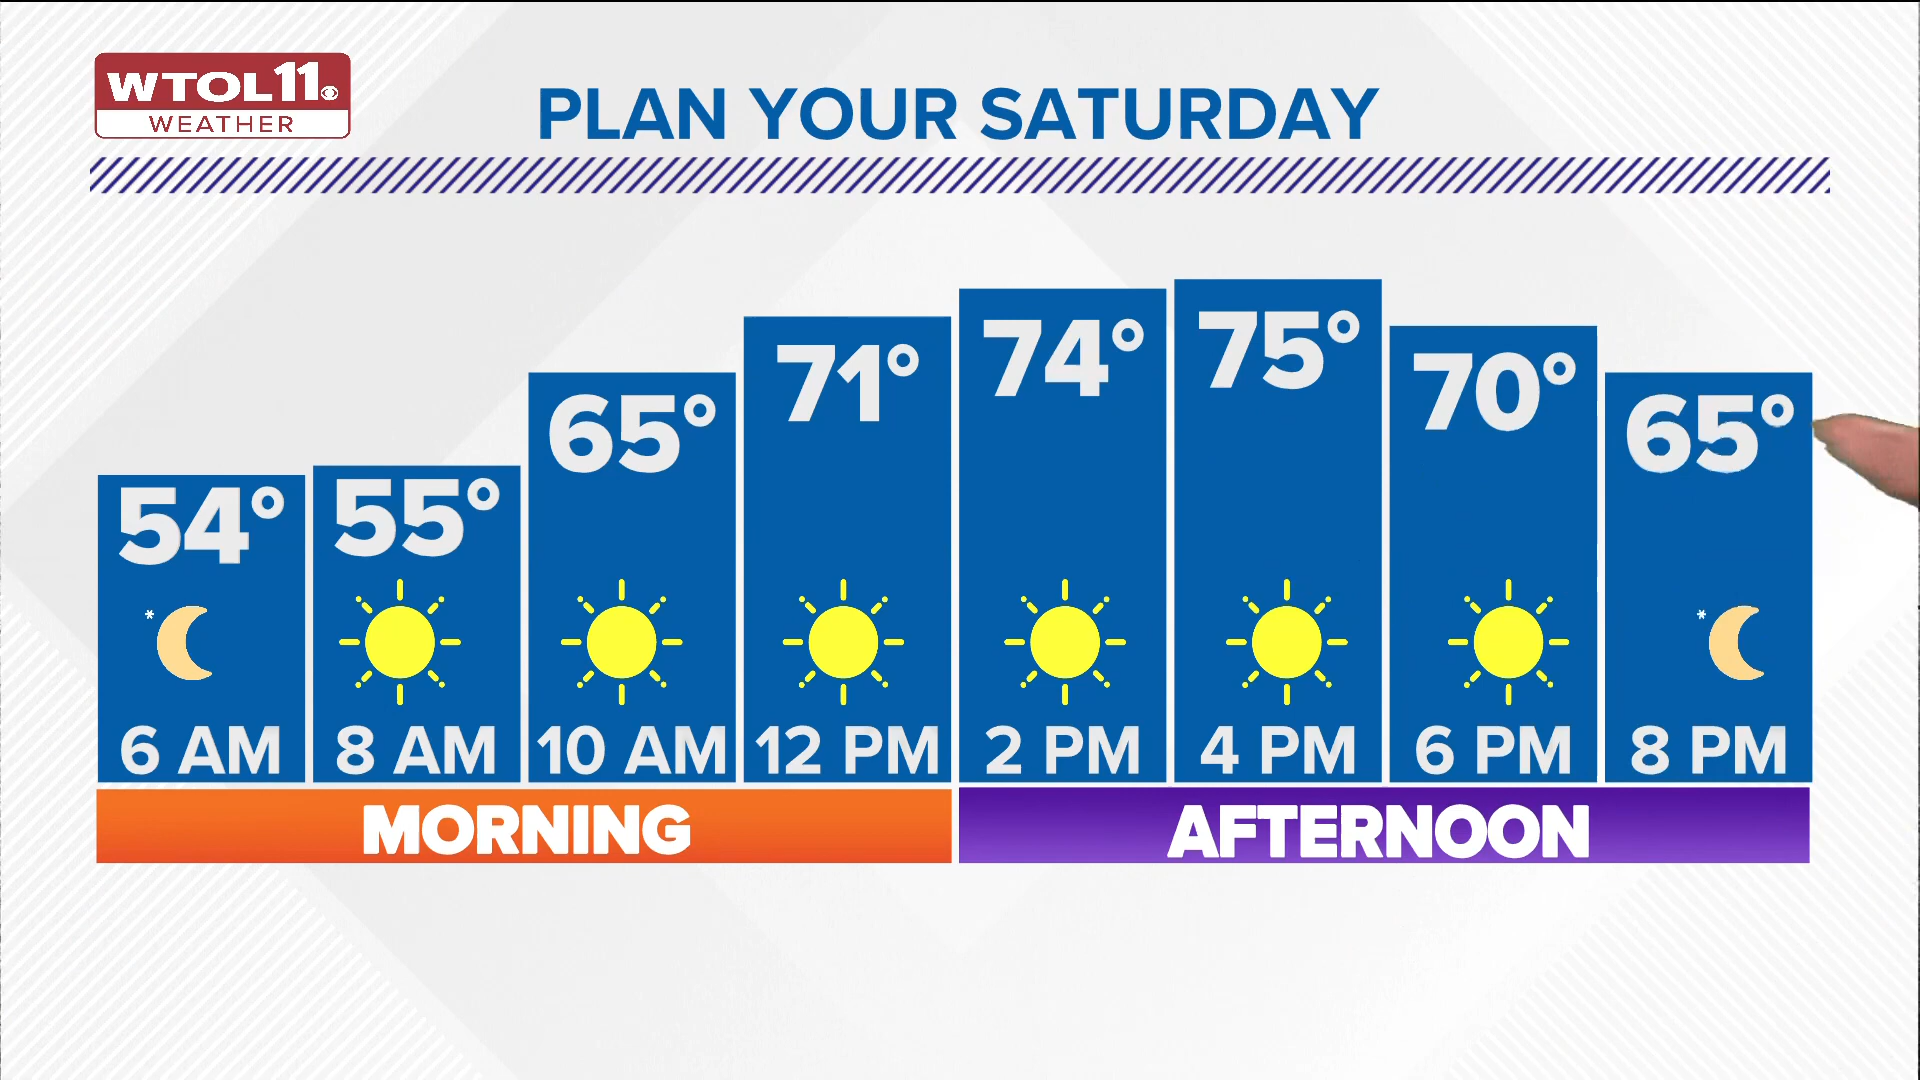 WTOL11
WEATHER
PLAN YOUR SATURDAY
54° 55° 65° 71° 74° 75° 70° 65°
6 AM 8 AM 10 AM 12 PM 2 PM 4 PM 6 PM 8 PM
MORNING AFTERNOON